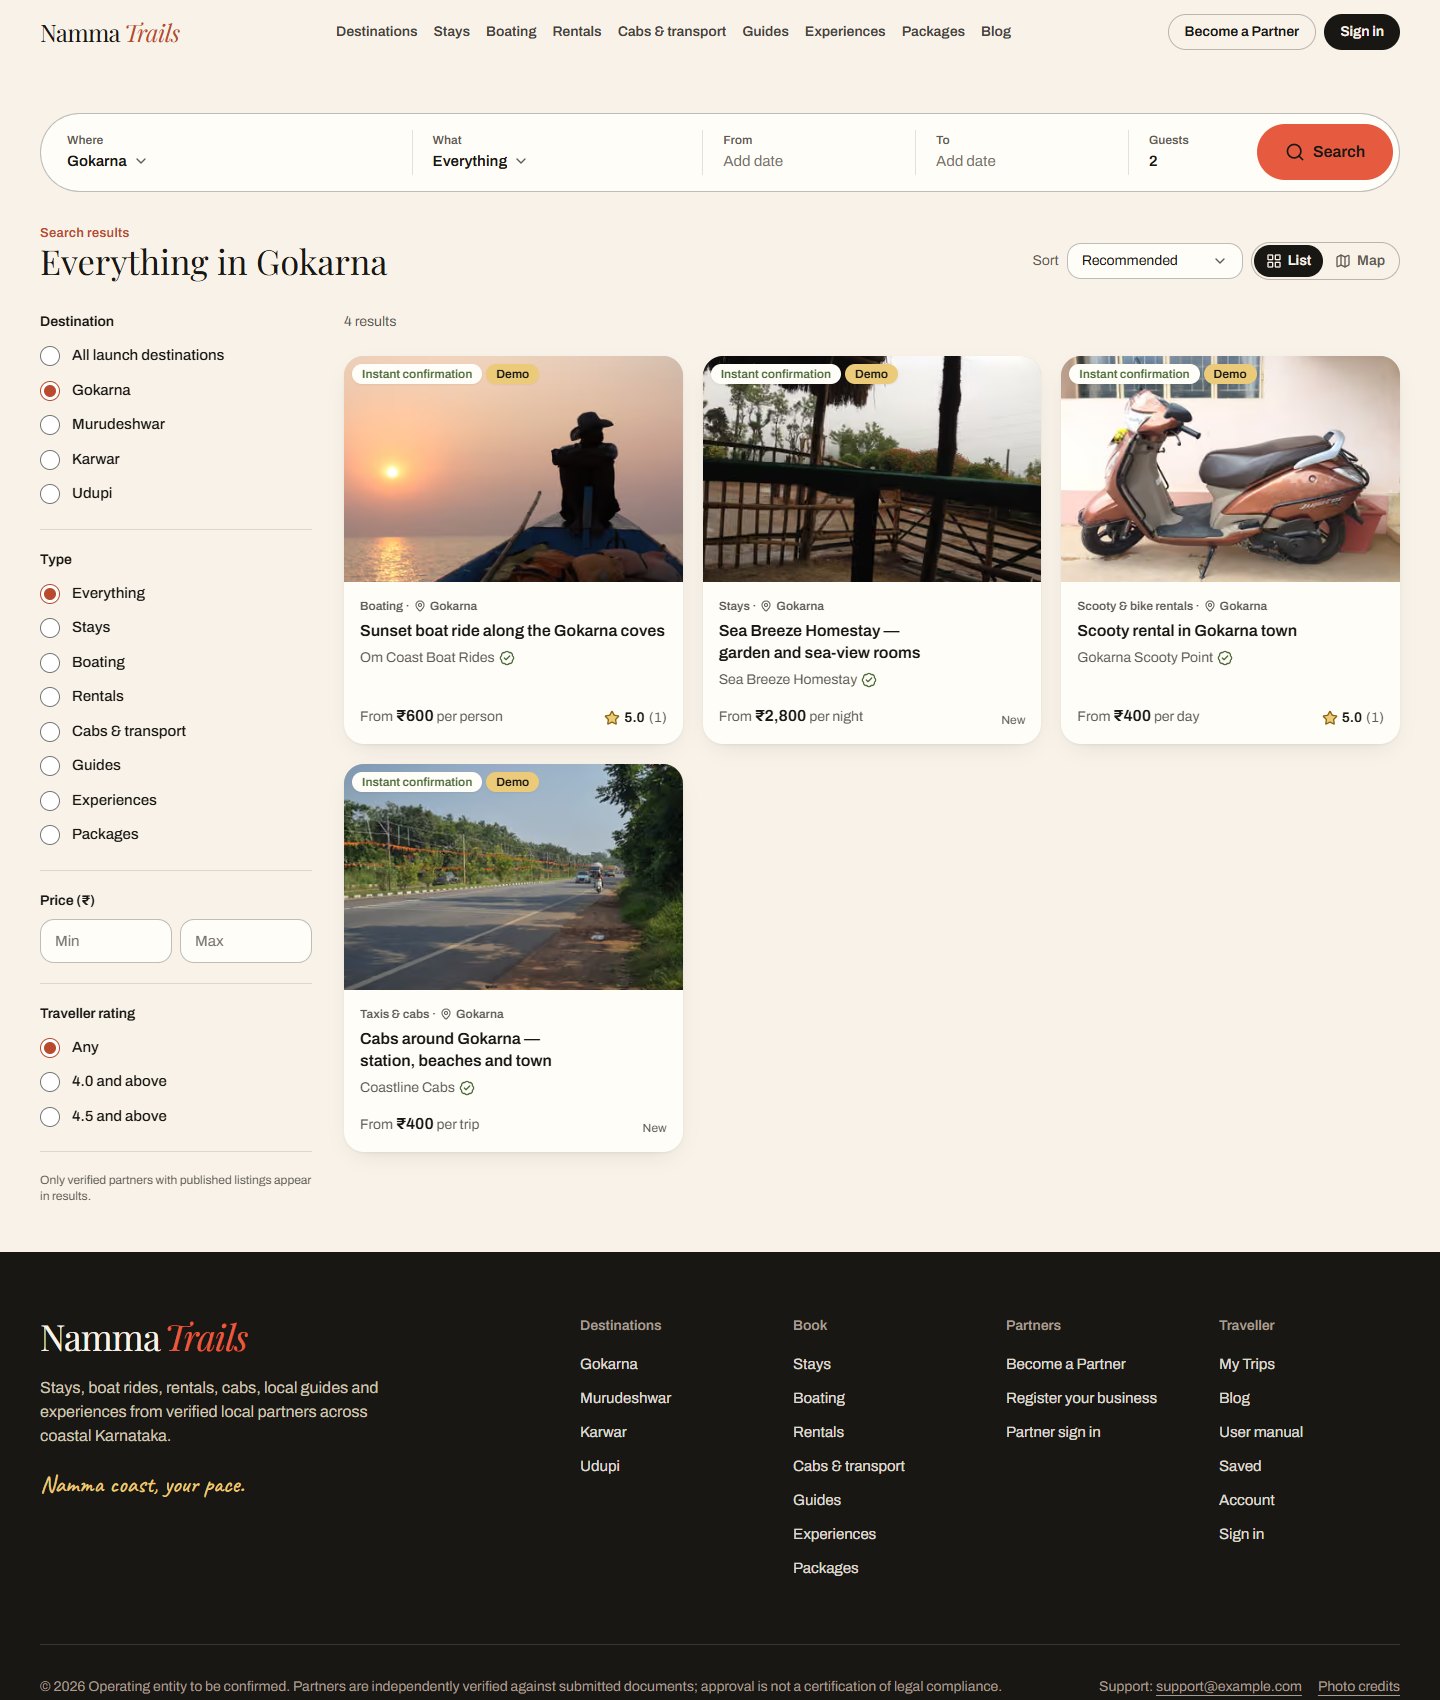 Namma Trails
Destinations Stays Boating Rentals Cabs & transport Guides Experiences Packages Blog
Become a Partner
Sign in
Where
Gokarna
What
Everything
From
Add date
To
Add date
Guests
2
Search
Search results
Everything in Gokarna
Sort
Recommended
List
Map
Destination
All launch destinations
Gokarna
Murudeshwar
Karwar
Udupi
Type
Everything
Stays
Boating
Rentals
Cabs & transport
Guides
Experiences
Packages
Price (₹)
Min
Max
Traveller rating
Any
4.0 and above
4.5 and above
Only verified partners with published listings appear
in results.
4 results
Instant confirmation
Demo
Boating · Gokarna
Sunset boat ride along the Gokarna coves
Om Coast Boat Rides
From ₹600 per person
5.0 (1)
Instant confirmation
Demo
Stays · Gokarna
Sea Breeze Homestay —
garden and sea-view rooms
Sea Breeze Homestay
From ₹2,800 per night
New
Instant confirmation
Demo
Scooty & bike rentals · Gokarna
Scooty rental in Gokarna town
Gokarna Scooty Point
From ₹400 per day
5.0 (1)
Instant confirmation
Demo
Taxis & cabs · Gokarna
Cabs around Gokarna —
station, beaches and town
Coastline Cabs
From ₹400 per trip
New
Namma Trails
Stays, boat rides, rentals, cabs, local guides and
experiences from verified local partners across
coastal Karnataka.
Namma coast, your pace.
Destinations
Gokarna
Murudeshwar
Karwar
Udupi
Book
Stays
Boating
Rentals
Cabs & transport
Guides
Experiences
Packages
Partners
Become a Partner
Register your business
Partner sign in
Traveller
My Trips
Blog
User manual
Saved
Account
Sign in
© 2026 Operating entity to be confirmed. Partners are independently verified against submitted documents; approval is not a certification of legal compliance.
Support: support@example.com
Photo credits